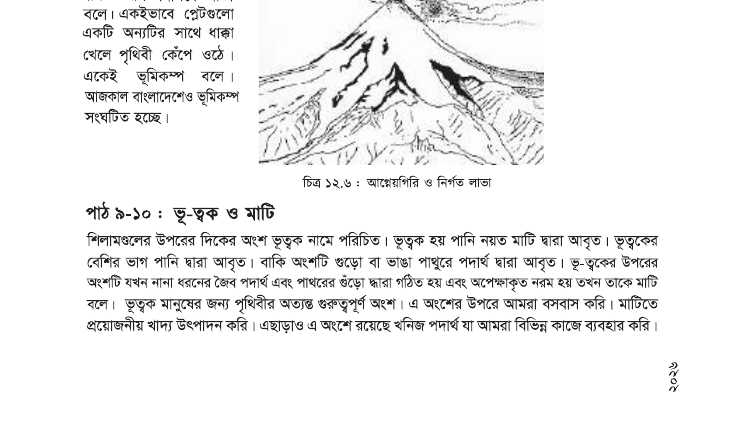 বলে। একইভাবে প্লেটগুলো
একটি অন্যটির সাথে ধাক্কা
খেলে পৃথিবী কেঁপে ওঠে।
একেই ভূমিকম্প বলে।
আজকাল বাংলাদেশেও ভূমিকম্প
সংঘটিত হচ্ছে।
চিত্র ১২.৬ : আগ্নেয়গিরি ও নির্গত লাভা
পাঠ ৯-১০ : ভূ-ত্বক ও মাটি
শিলামণ্ডলের উপরের দিকের অংশ ভূত্বক নামে পরিচিত। ভূত্বক হয় পানি নয়ত মাটি দ্বারা আবৃত। ভূত্বকের
বেশির ভাগ পানি দ্বারা আবৃত। বাকি অংশটি গুড়ো বা ভাঙা পাথুরে পদার্থ দ্বারা আবৃত। ভূ-ত্বকের উপরের
অংশটি যখন নানা ধরনের জৈব পদার্থ এবং পাথরের গুঁড়ো দ্ধারা গঠিত হয় এবং অপেক্ষাকৃত নরম হয় তখন তাকে মাটি
বলে। ভূত্বক মানুষের জন্য পৃথিবীর অত্যন্ত গুরুত্বপূর্ণ অংশ। এ অংশের উপরে আমরা বসবাস করি। মাটিতে
প্রয়োজনীয় খাদ্য উৎপাদন করি। এছাড়াও এ অংশে রয়েছে খনিজ পদার্থ যা আমরা বিভিন্ন কাজে ব্যবহার করি।
২০২৬